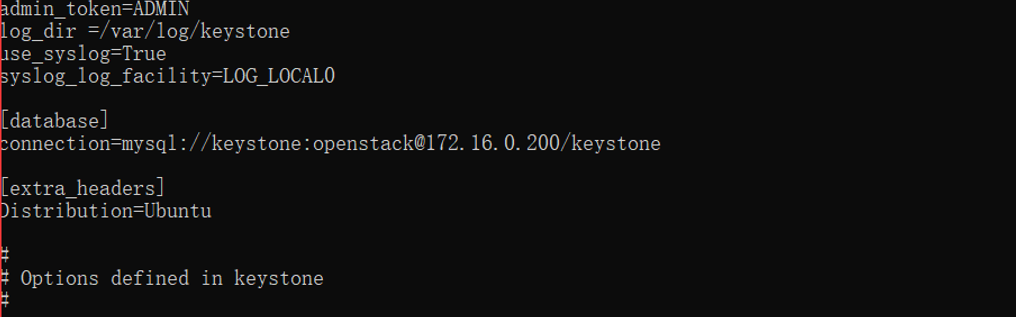 admin_token=ADMIN
log_dir =/var/log/keystone
use_syslog=True
syslog_log_facility=LOG_LOCAL0
[database]
connection=mysql://keystone:openstack@172.16.0.200/keystone
[extra_headers]
Distribution=Ubuntu
#
# Options defined in keystone
#